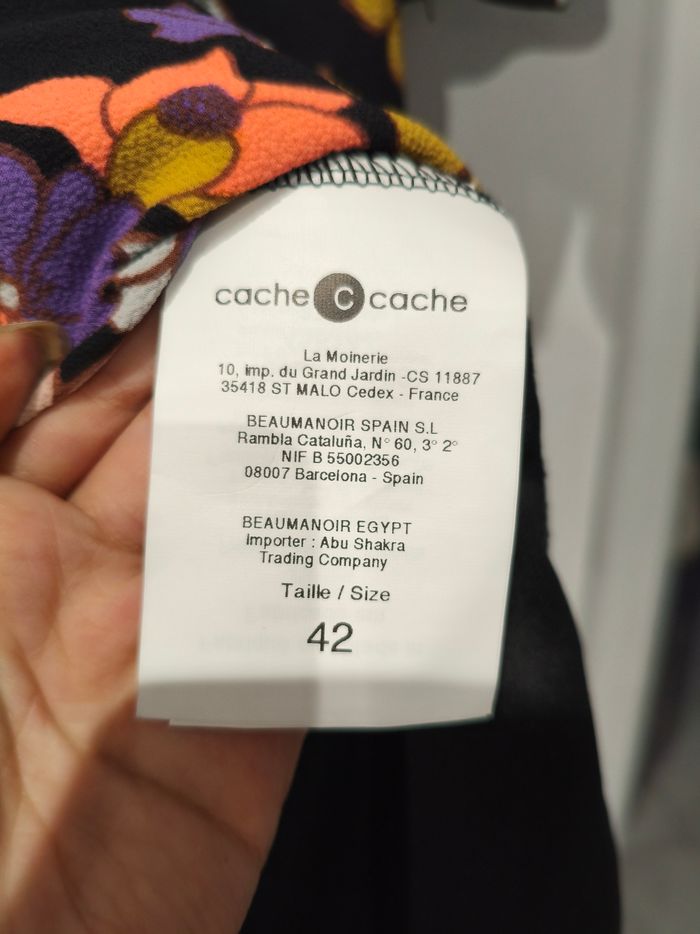 cache c cache
La Moinerie
10, imp. du Grand Jardin -CS 11887
35418 ST MALO Cedex - France
BEAUMANOIR SPAIN S.L
Rambla Cataluña, N° 60, 3° 2°
NIF B 55002356
08007 Barcelona - Spain
BEAUMANOIR EGYPT
Importer : Abu Shakra
Trading Company
Taille / Size
42